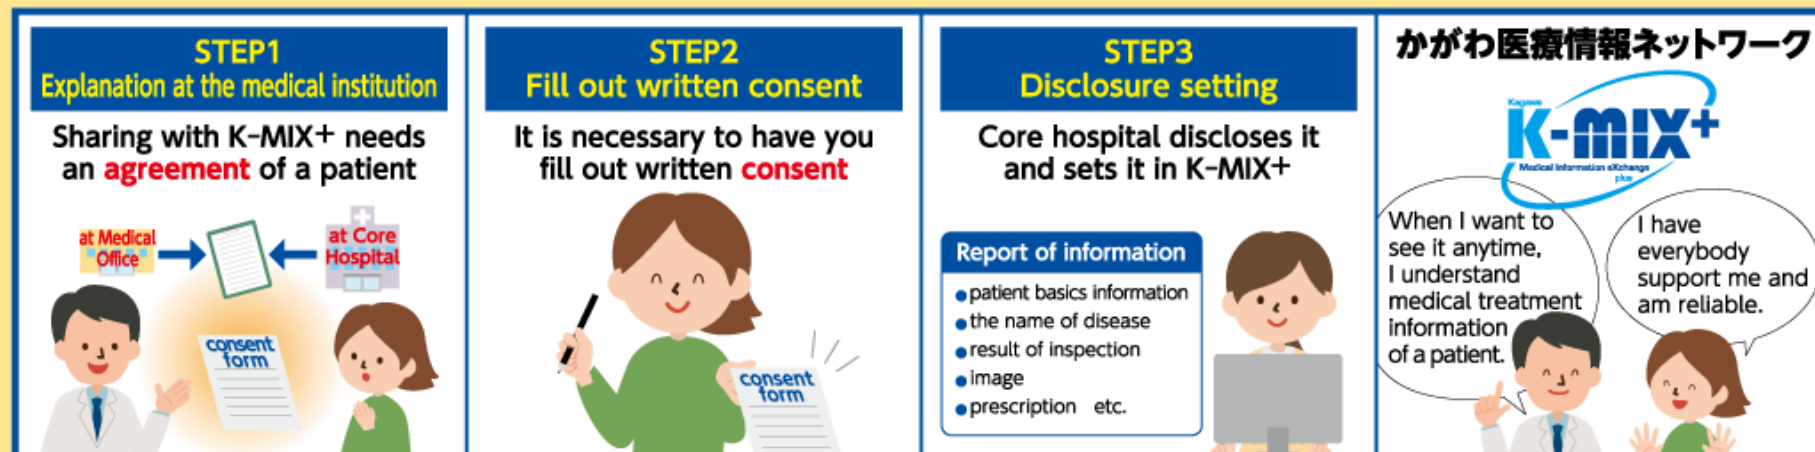 STEP1
Explanation at the medical institution
Sharing with K-MIX+ needs
an agreement of a patient
at Medical
Office
at Core
Hospital
consent
form
STEP2
Fill out written consent
It is necessary to have you
fill out written consent
consent
form
STEP3
Disclosure setting
Core hospital discloses it
and sets it in K-MIX+
Report of information
●patient basics information
●the name of disease
●result of inspection
●image
●prescription etc.
かがわ医療情報ネットワーク
Kagawa
K-MIX+
Medical Information eXchange
plus
When I want to
see it anytime,
I understand
medical treatment
information
of a patient.
I have
everybody
support me and
am reliable.